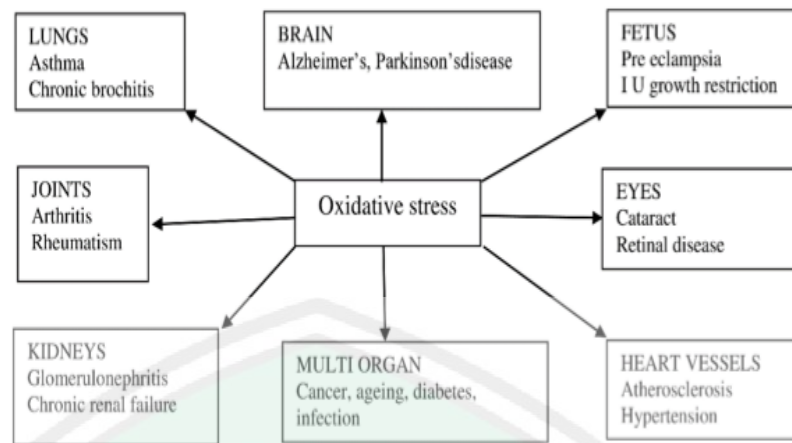 LUNGS
Asthma
Chronic brochitis
BRAIN
Alzheimer's, Parkinson'sdisease
FETUS
Pre eclampsia
I U growth restriction
JOINTS
Arthritis
Rheumatism
Oxidative stress
EYES
Cataract
Retinal disease
KIDNEYS
Glomerulonephritis
Chronic renal failure
MULTI ORGAN
Cancer, ageing, diabetes,
infection
HEART VESSELS
Atherosclerosis
Hypertension